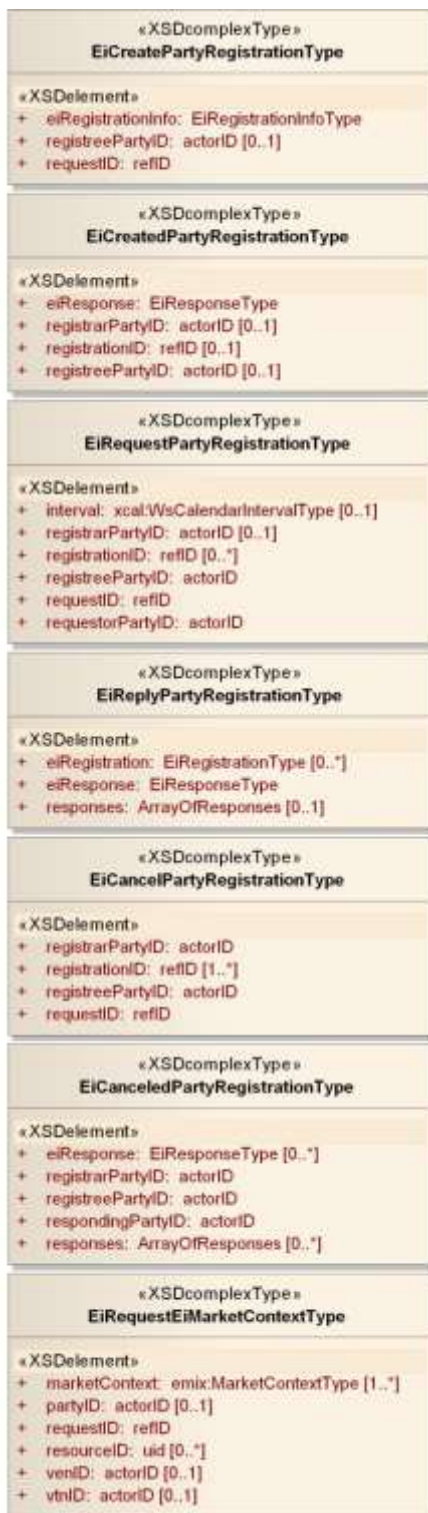 «XSDcomplexType»
EiCreatePartyRegistrationType
«XSDelement»
+ eiRegistrationInfo: EiRegistrationInfoType
+ registreePartyID: actorID [0..1]
+ requestID: refID
«XSDcomplexType»
EiCreatedPartyRegistrationType
«XSDelement»
+ eiResponse: EiResponseType
+ registrarPartyID: actorID [0..1]
+ registrationID: refID [0..1]
+ registreePartyID: actorID [0..1]
«XSDcomplexType»
EiRequestPartyRegistrationType
«XSDelement»
+ interval: xcal:WsCalendarIntervalType [0..1]
+ registrarPartyID: actorID [0..1]
+ registrationID: refID [0..*]
+ registreePartyID: actorID
+ requestID: refID
+ requestorPartyID: actorID
«XSDcomplexType»
EiReplyPartyRegistrationType
«XSDelement»
+ eiRegistration: EiRegistrationType [0..*]
+ eiResponse: EiResponseType
+ responses: ArrayOfResponses [0..1]
«XSDcomplexType»
EiCancelPartyRegistrationType
«XSDelement»
+ registrarPartyID: actorID
+ registrationID: refID [1..*]
+ registreePartyID: actorID
+ requestID: refID
«XSDcomplexType»
EiCanceledPartyRegistrationType
«XSDelement»
+ eiResponse: EiResponseType [0..*]
+ registrarPartyID: actorID
+ registreePartyID: actorID
+ respondingPartyID: actorID
+ responses: ArrayOfResponses [0..*]
«XSDcomplexType»
EiRequestEiMarketContextType
«XSDelement»
+ marketContext: emix:MarketContextType [1..*]
+ partyID: actorID [0..1]
+ requestID: refID
+ resourceID: uid [0..*]
+ venID: actorID [0..1]
+ vtnID: actorID [0..1]